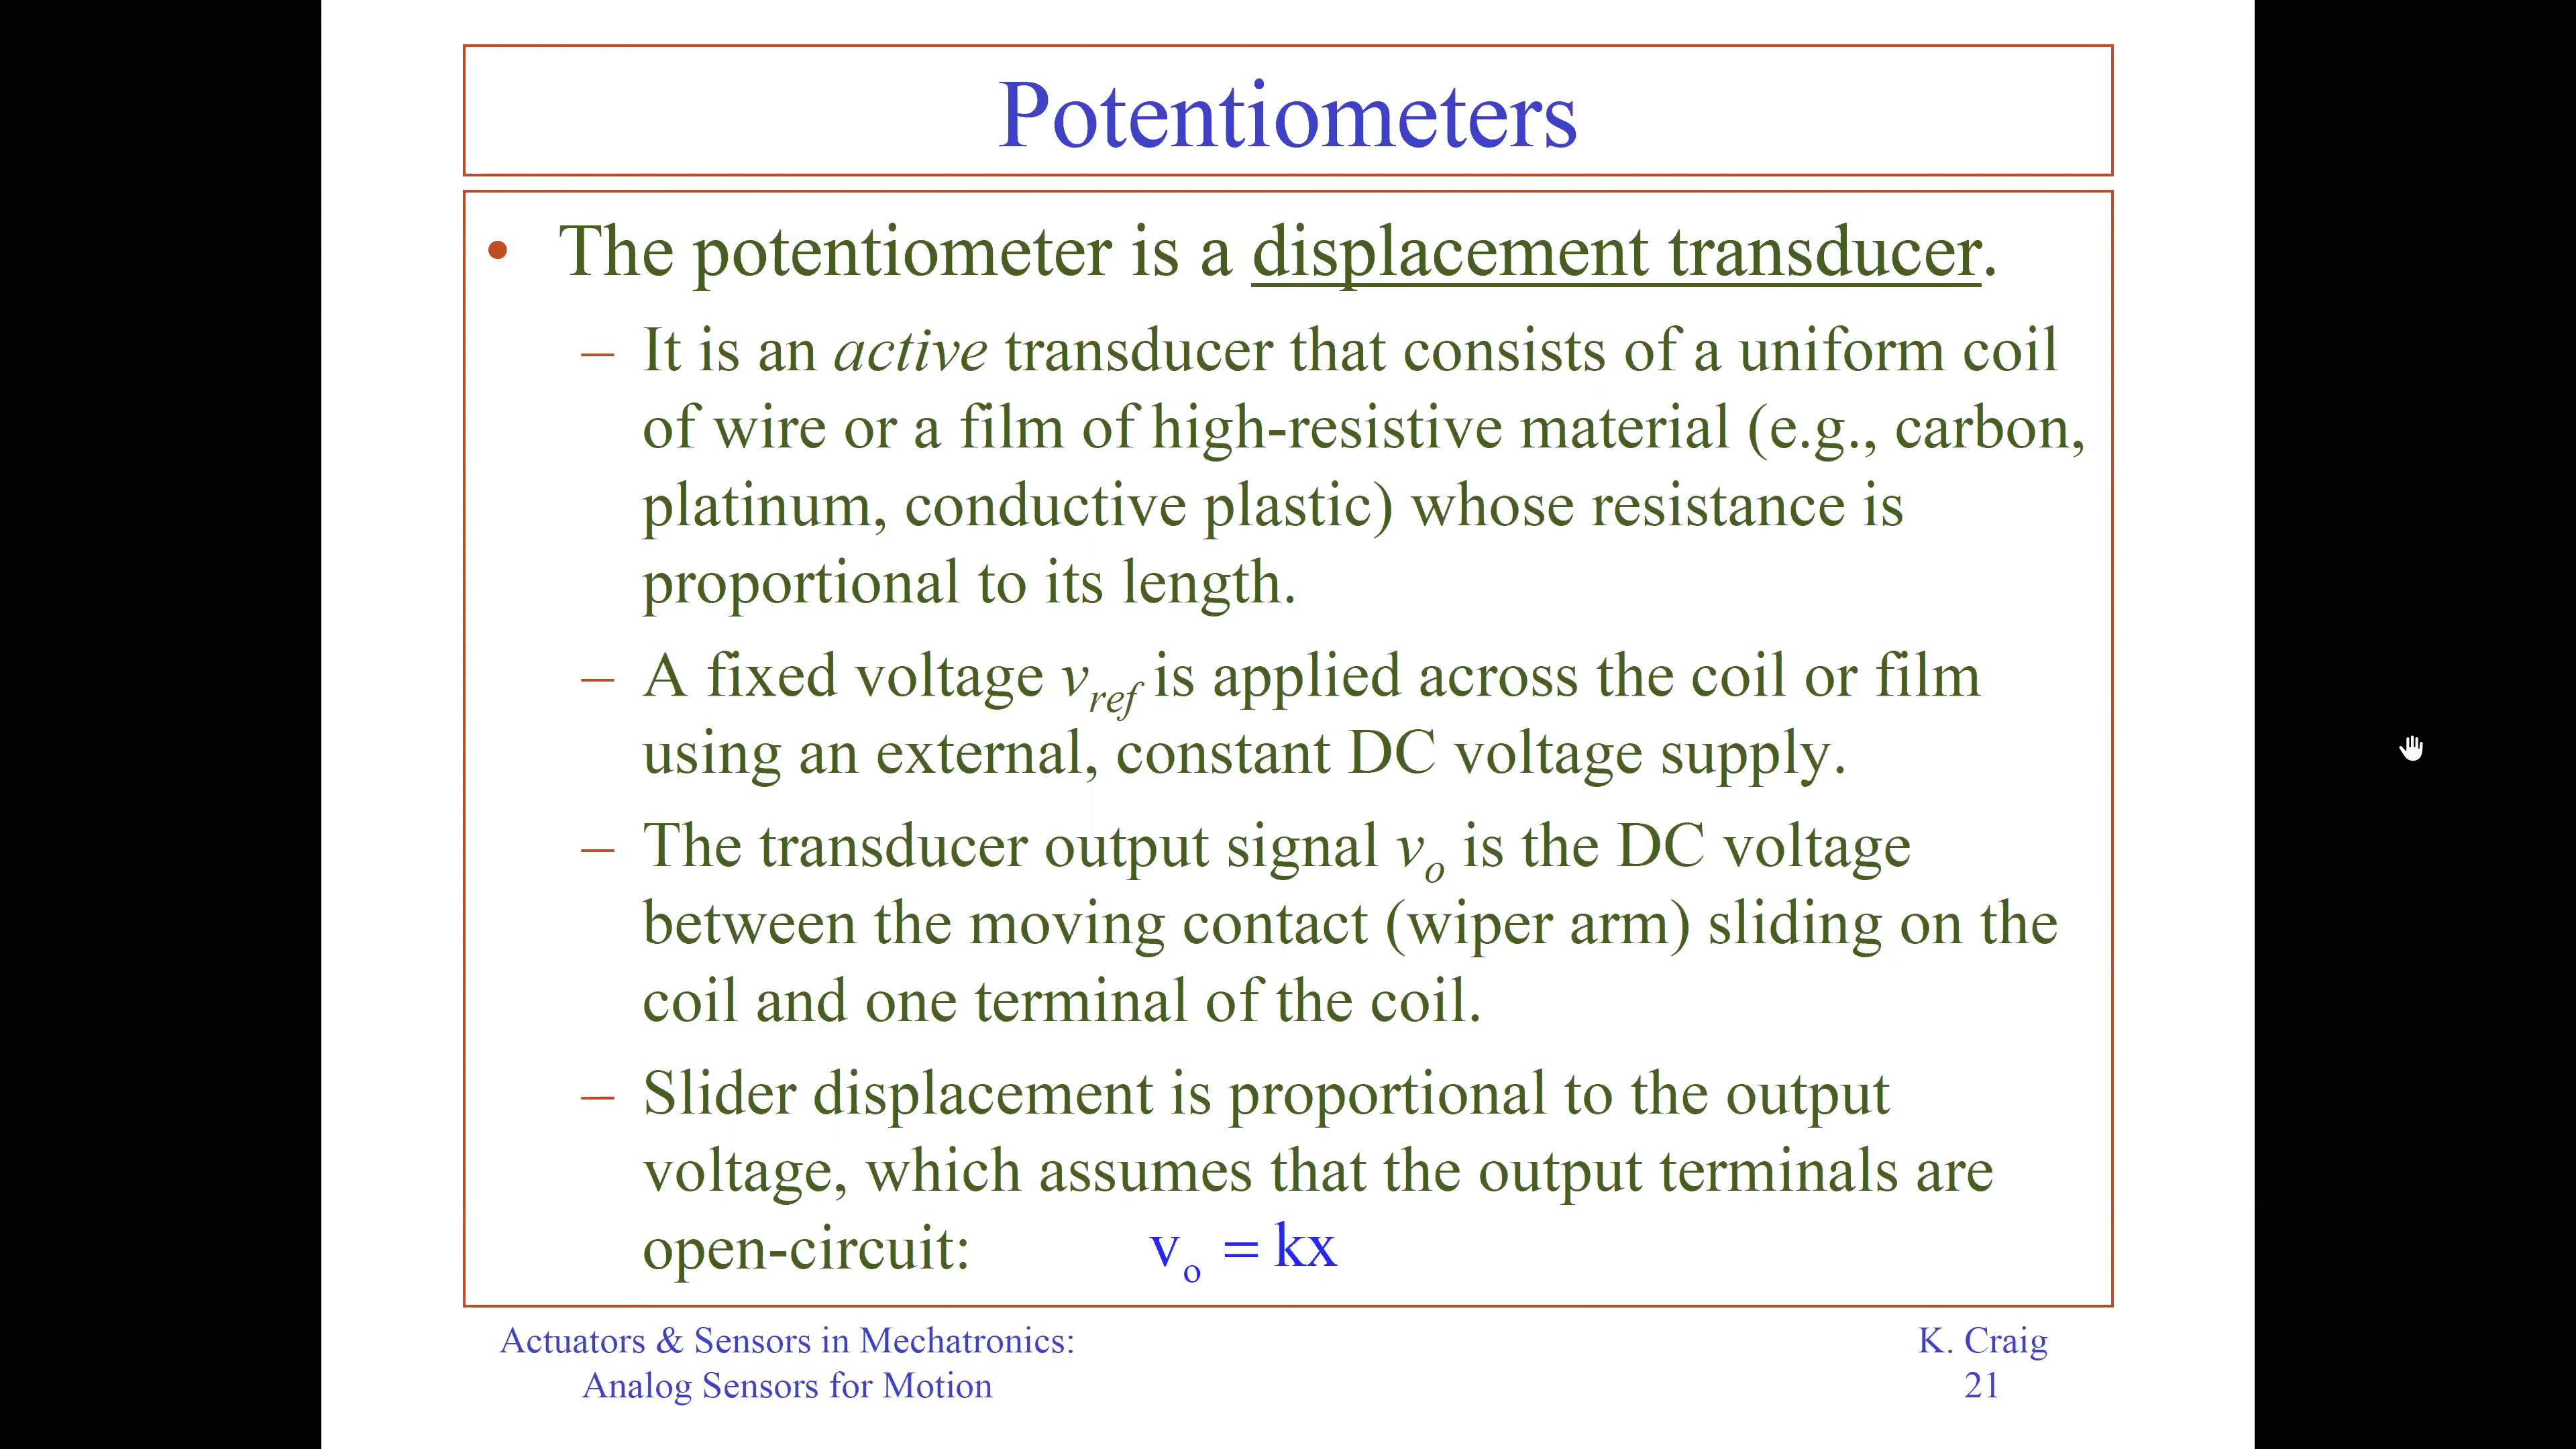 Potentiometers
• The potentiometer is a displacement transducer.
– It is an active transducer that consists of a uniform coil
of wire or a film of high-resistive material (e.g., carbon,
platinum, conductive plastic) whose resistance is
proportional to its length.
– A fixed voltage v_ref is applied across the coil or film
using an external, constant DC voltage supply.
– The transducer output signal v_o is the DC voltage
between the moving contact (wiper arm) sliding on the
coil and one terminal of the coil.
– Slider displacement is proportional to the output
voltage, which assumes that the output terminals are
open-circuit: v_o = kx
Actuators & Sensors in Mechatronics:
Analog Sensors for Motion
K. Craig
21